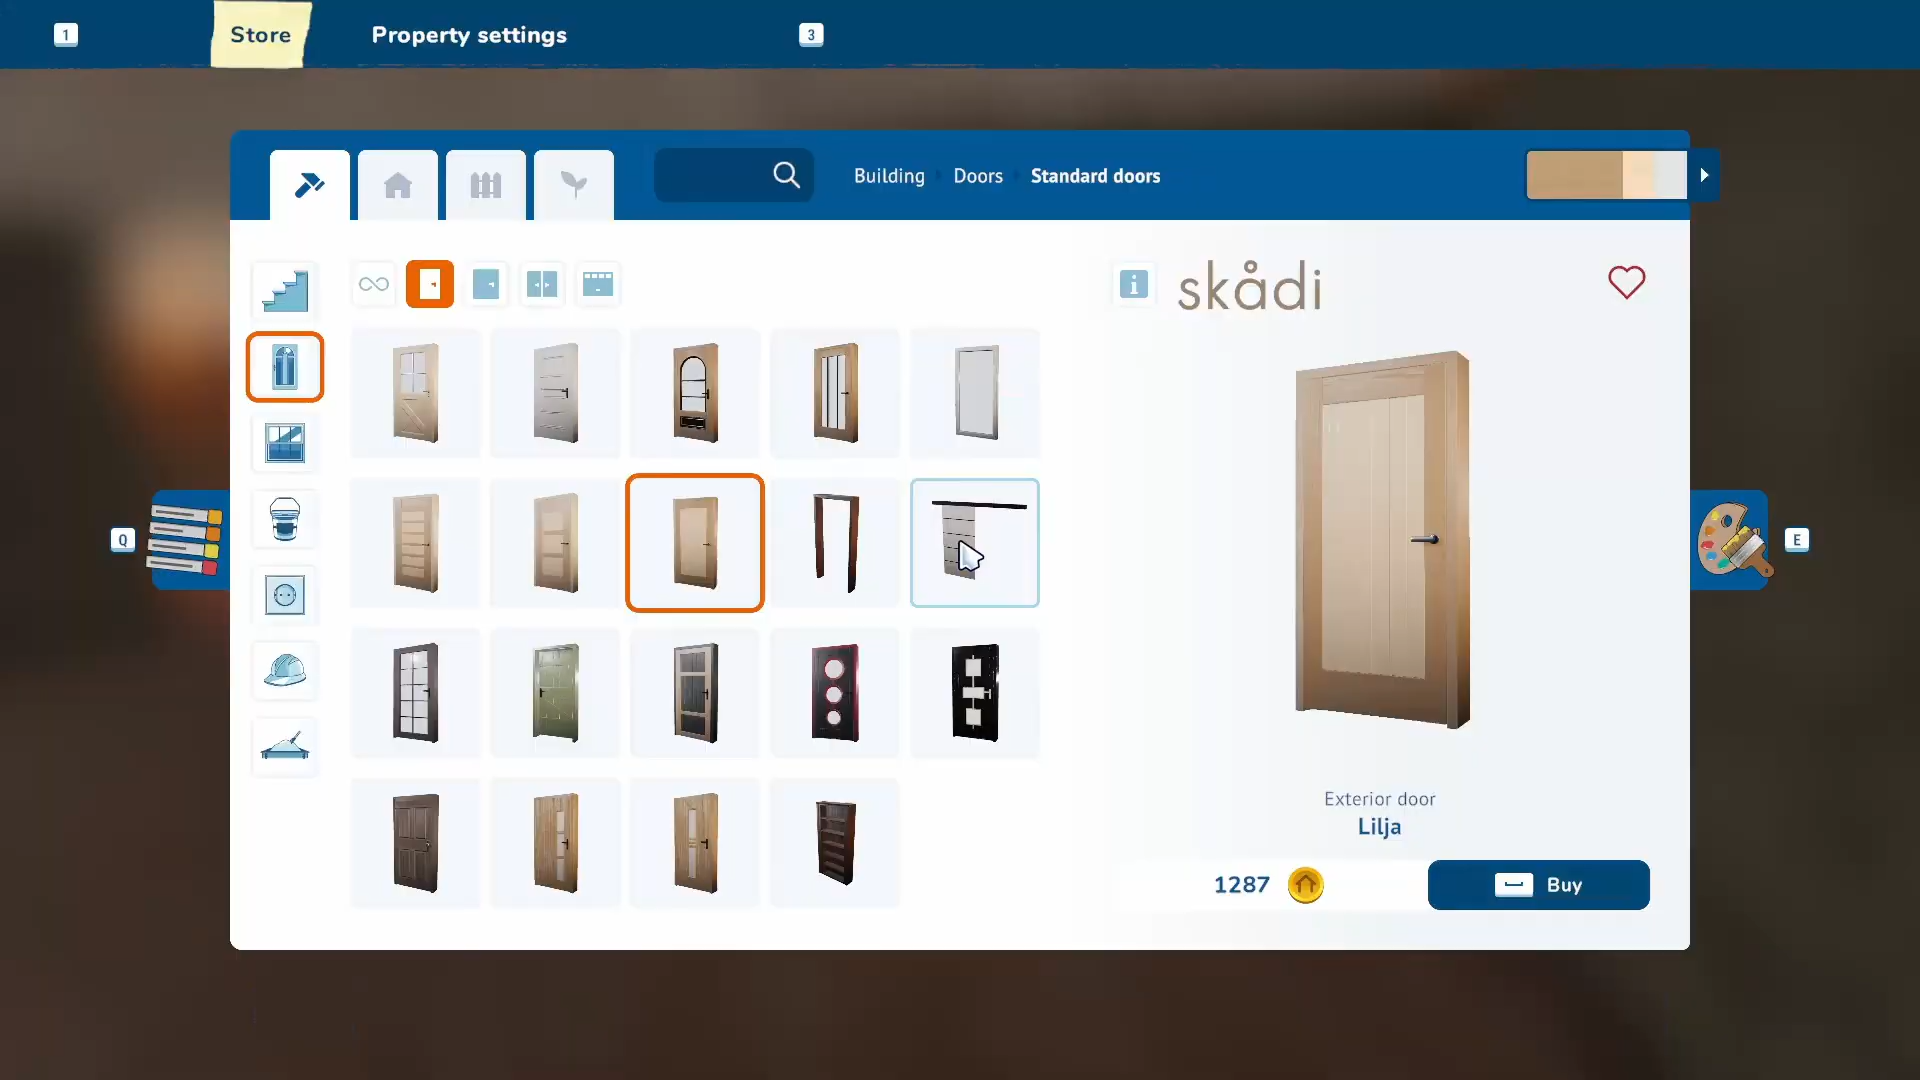 1
Store
Property settings
3
Building
Doors
Standard doors
skådi
Q
E
Exterior door
Lilja
1287
Buy